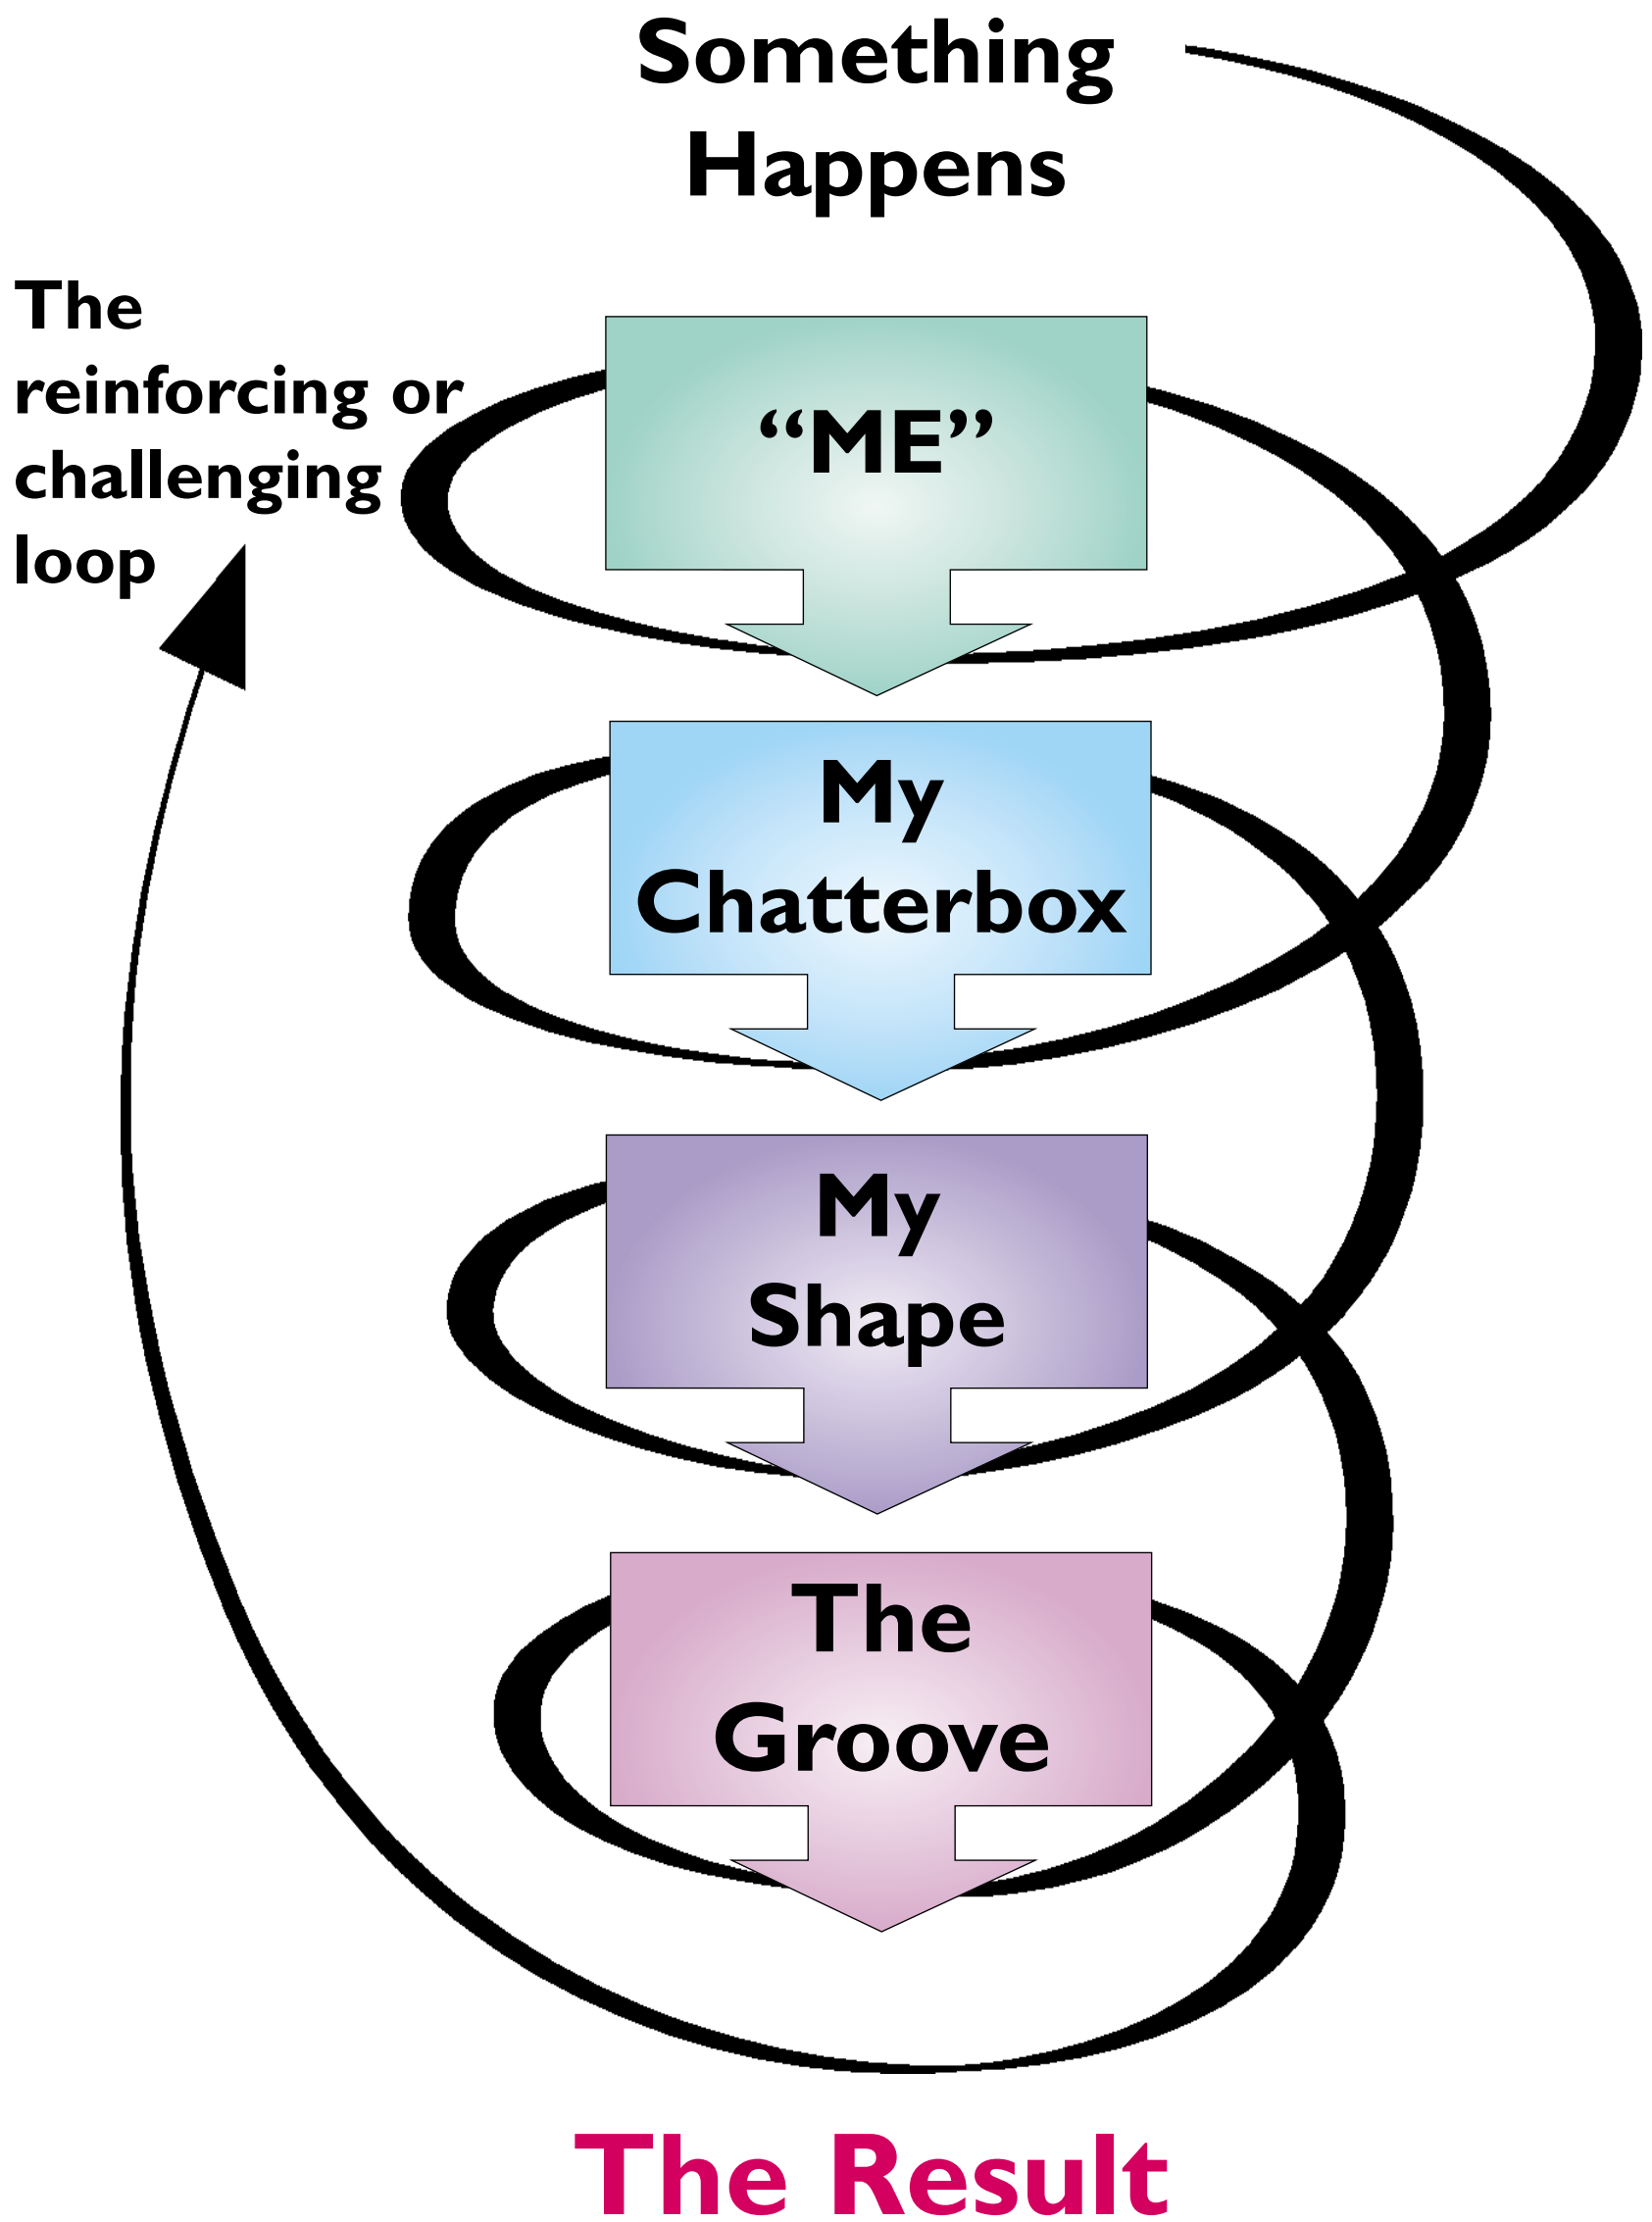 Something
Happens
The
reinforcing or
challenging
loop
“ME”
My
Chatterbox
My
Shape
The
Groove
The Result